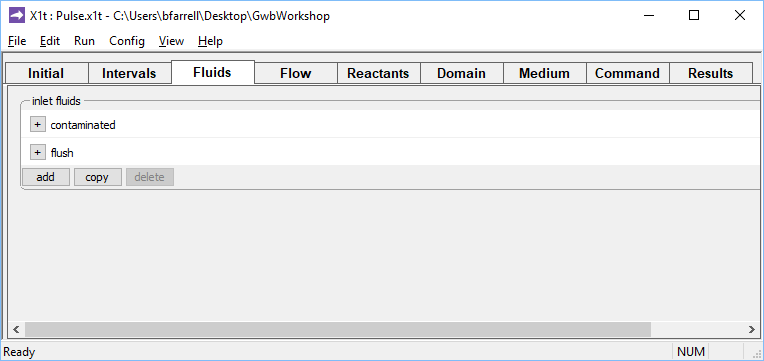 X1t : Pulse.x1t - C:\Users\bfarrell\Desktop\GwbWorkshop
File Edit Run Config View Help
Initial Intervals Fluids Flow Reactants Domain Medium Command Results
inlet fluids
+ contaminated
+ flush
add copy delete
Ready NUM